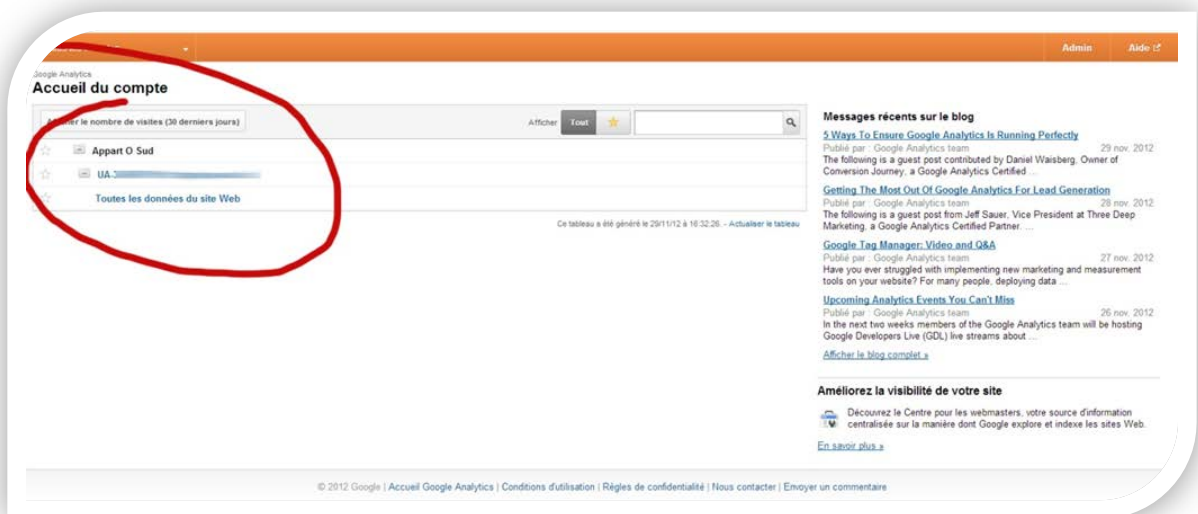 Admin Aide
Google Analytics
Accueil du compte
Afficher le nombre de visites (30 derniers jours)
Afficher Tout
Appart O Sud
UA-
Toutes les données du site Web
Ce tableau a été généré le 29/11/12 à 16:32:26. - Actualiser le tableau
Messages récents sur le blog
5 Ways To Ensure Google Analytics Is Running Perfectly
Publié par : Google Analytics team 29 nov. 2012
The following is a guest post contributed by Daniel Waisberg, Owner of
Conversion Journey, a Google Analytics Certified ...
Getting The Most Out Of Google Analytics For Lead Generation
Publié par : Google Analytics team 28 nov. 2012
The following is a guest post from Jeff Sauer, Vice President at Three Deep
Marketing, a Google Analytics Certified Partner. ...
Google Tag Manager: Video and Q&A
Publié par : Google Analytics team 27 nov. 2012
Have you ever struggled with implementing new marketing and measurement
tools on your website? For many people, deploying data ...
Upcoming Analytics Events You Can't Miss
Publié par : Google Analytics team 26 nov. 2012
In the next two weeks members of the Google Analytics team will be hosting
Google Developers Live (GDL) live streams about ...
Afficher le blog complet »
Améliorez la visibilité de votre site
Découvrez le Centre pour les webmasters, votre source d'information
centralisée sur la manière dont Google explore et indexe les sites Web.
En savoir plus »
© 2012 Google | Accueil Google Analytics | Conditions d'utilisation | Règles de confidentialité | Nous contacter | Envoyer un commentaire